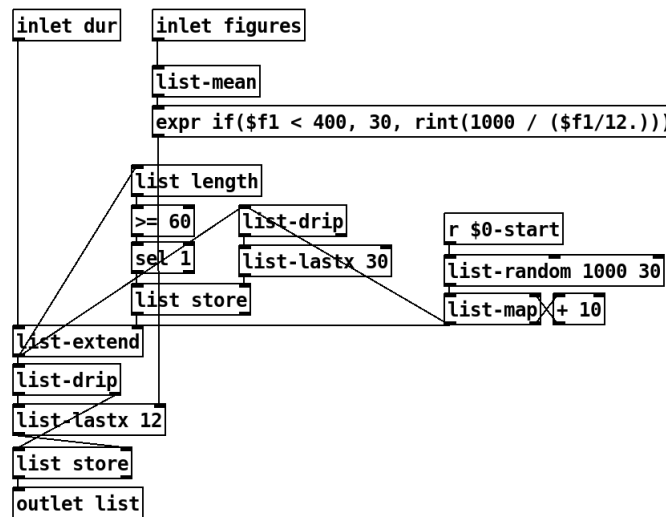 inlet dur
inlet figures
list-mean
expr if($f1 < 400, 30, rint(1000 / ($f1/12.)))
list length
>= 60
list-drip
r $0-start
sel 1
list-lastx 30
list-random 1000 30
list store
list-map
+ 10
list-extend
list-drip
list-lastx 12
list store
outlet list